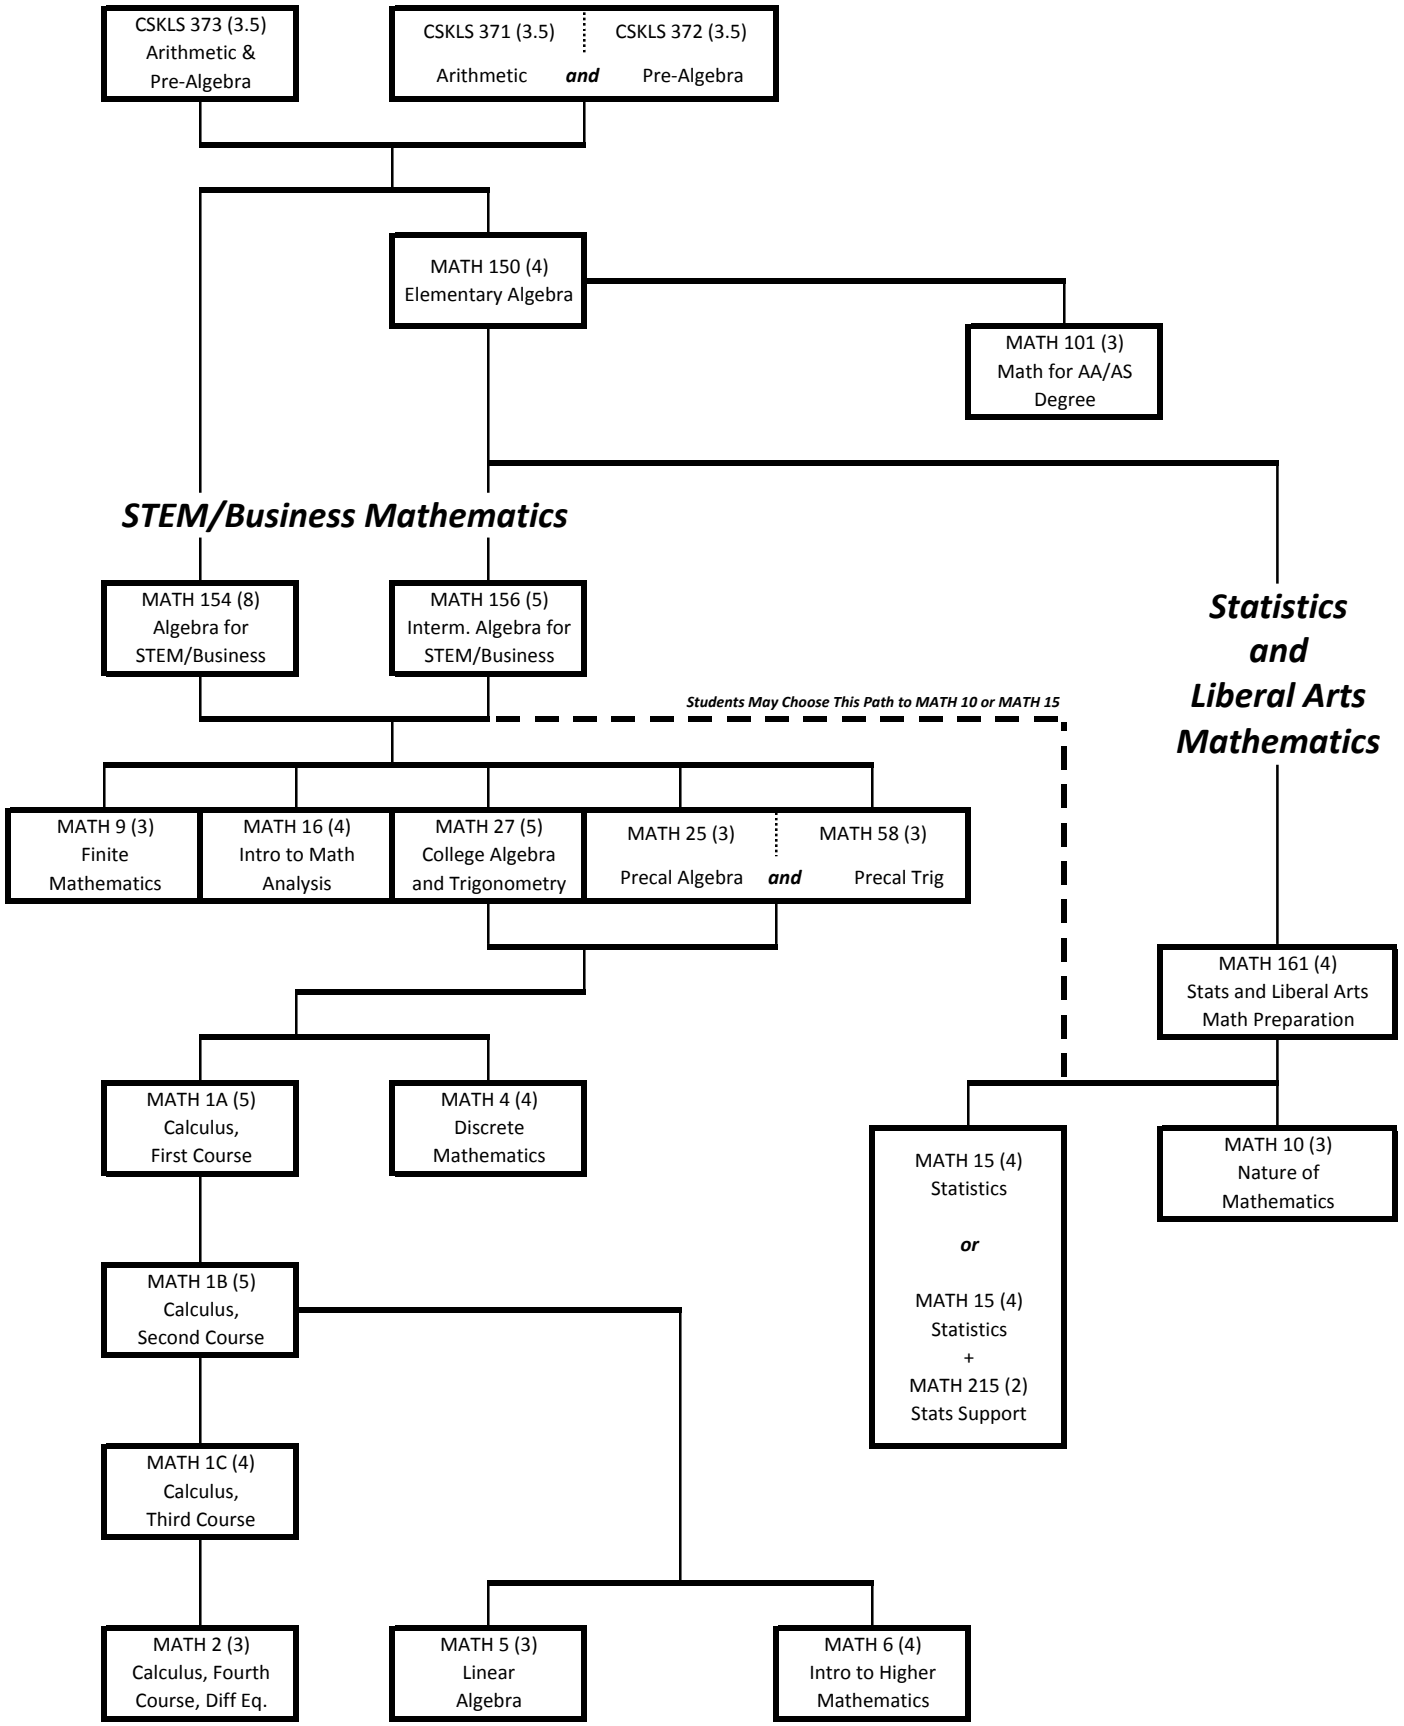 CSKLS 373 (3.5)
Arithmetic &
Pre-Algebra
CSKLS 371 (3.5) CSKLS 372 (3.5)
Arithmetic and Pre-Algebra
MATH 150 (4)
Elementary Algebra
MATH 101 (3)
Math for AA/AS
Degree
STEM/Business Mathematics
MATH 154 (8)
Algebra for
STEM/Business
MATH 156 (5)
Interm. Algebra for
STEM/Business
Statistics
and
Liberal Arts
Mathematics
Students May Choose This Path to MATH 10 or MATH 15
MATH 9 (3)
Finite
Mathematics
MATH 16 (4)
Intro to Math
Analysis
MATH 27 (5)
College Algebra
and Trigonometry
MATH 25 (3) MATH 58 (3)
Precal Algebra and Precal Trig
MATH 161 (4)
Stats and Liberal Arts
Math Preparation
MATH 1A (5)
Calculus,
First Course
MATH 4 (4)
Discrete
Mathematics
MATH 15 (4)
Statistics
or
MATH 15 (4)
Statistics
+
MATH 215 (2)
Stats Support
MATH 10 (3)
Nature of
Mathematics
MATH 1B (5)
Calculus,
Second Course
MATH 1C (4)
Calculus,
Third Course
MATH 2 (3)
Calculus, Fourth
Course, Diff Eq.
MATH 5 (3)
Linear
Algebra
MATH 6 (4)
Intro to Higher
Mathematics